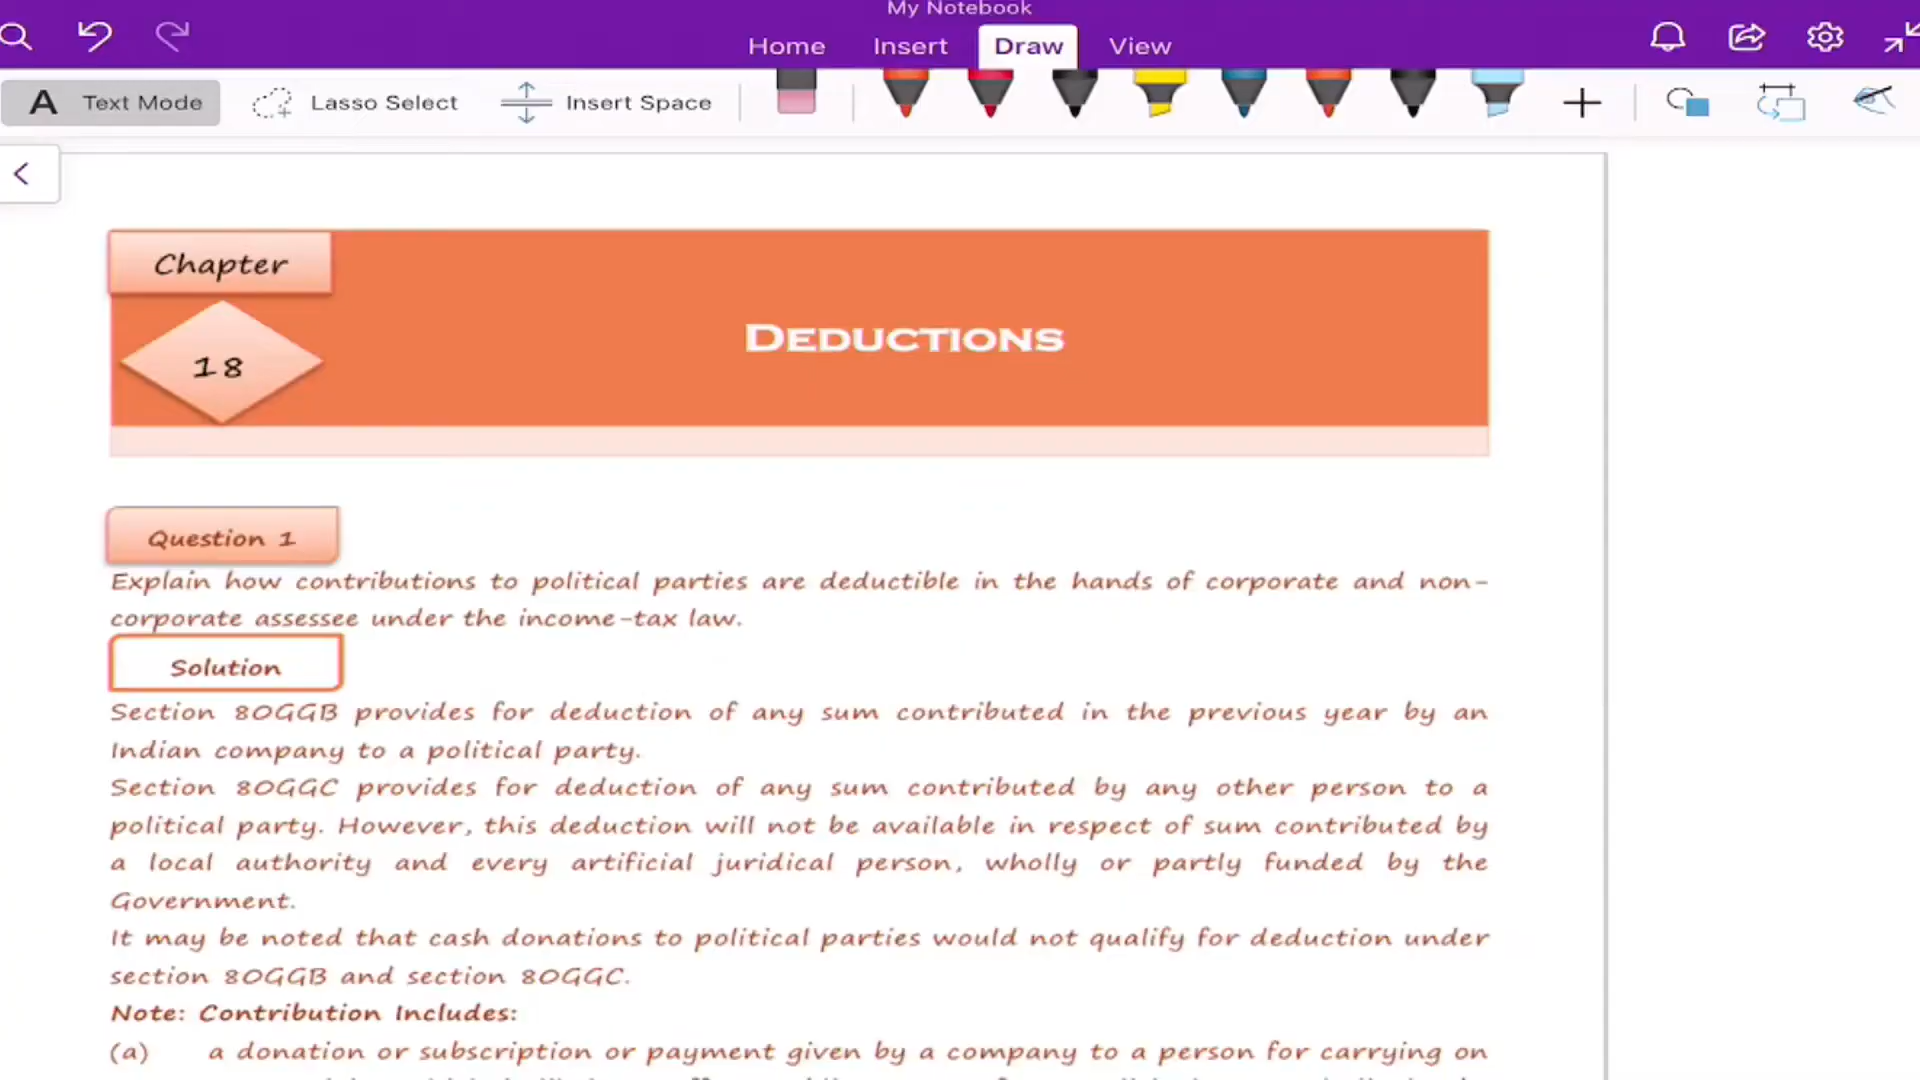 My Notebook
Home Insert Draw View
A Text Mode Lasso Select Insert Space
Chapter
18
DEDUCTIONS
Question 1
Explain how contributions to political parties are deductible in the hands of corporate and non-
corporate assessee under the income-tax law.
Solution
Section 80GGB provides for deduction of any sum contributed in the previous year by an
Indian company to a political party.
Section 80GGC provides for deduction of any sum contributed by any other person to a
political party. However, this deduction will not be available in respect of sum contributed by
a local authority and every artificial juridical person, wholly or partly funded by the
Government.
It may be noted that cash donations to political parties would not qualify for deduction under
section 80GGB and section 80GGC.
Note: Contribution Includes:
(a) a donation or subscription or payment given by a company to a person for carrying on